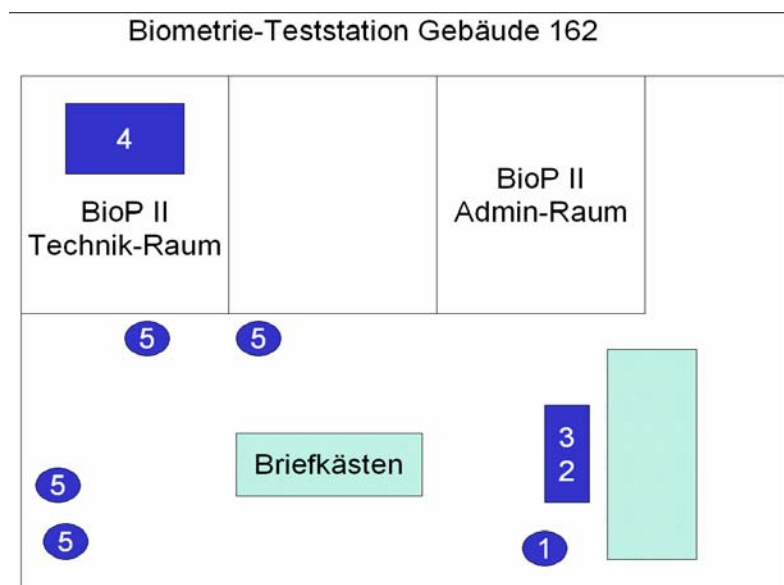 Biometrie-Teststation Gebäude 162
4
BioP II
Technik-Raum
BioP II
Admin-Raum
5
5
3
2
Briefkästen
5
5
1